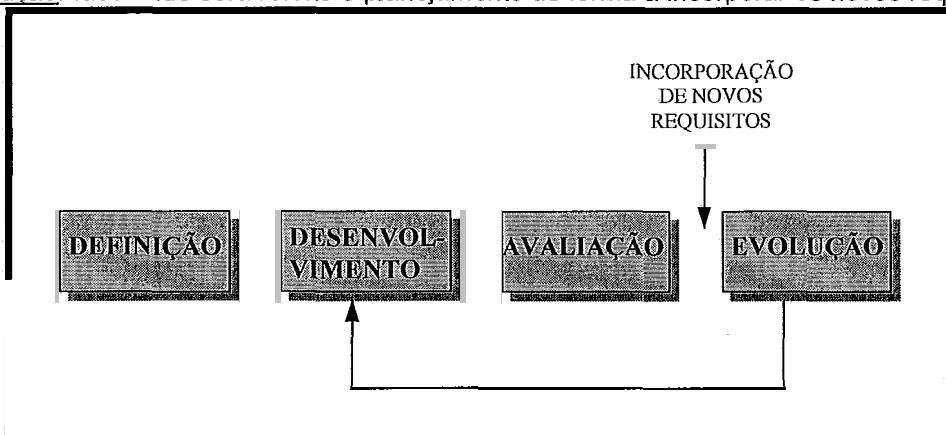 INCORPORAÇÃO
DE NOVOS
REQUISITOS
DEFINIÇÃO
DESENVOL-
VIMENTO
AVALIAÇÃO
EVOLUÇÃO